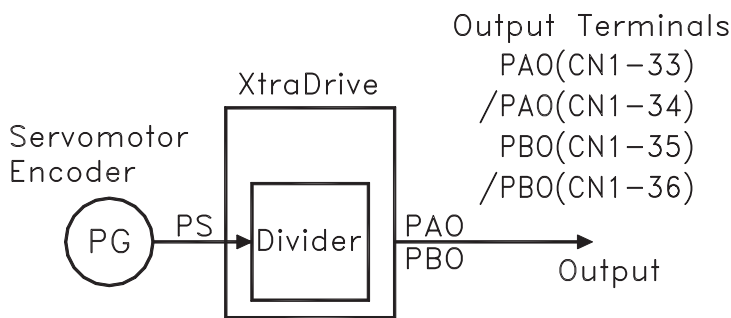 Output Terminals
PAO(CN1-33)
XtraDrive
/PAO(CN1-34)
PBO(CN1-35)
/PBO(CN1-36)
Servomotor
Encoder
PG
PS
Divider
PAO
PBO
Output